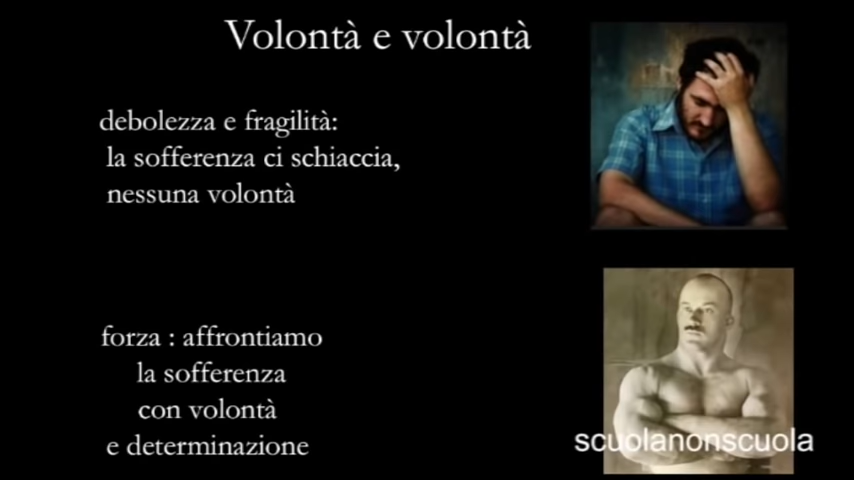 Volontà e volontà
debolezza e fragilità:
la sofferenza ci schiaccia,
nessuna volontà
forza : affrontiamo
la sofferenza
con volontà
e determinazione
scuolanonscuola